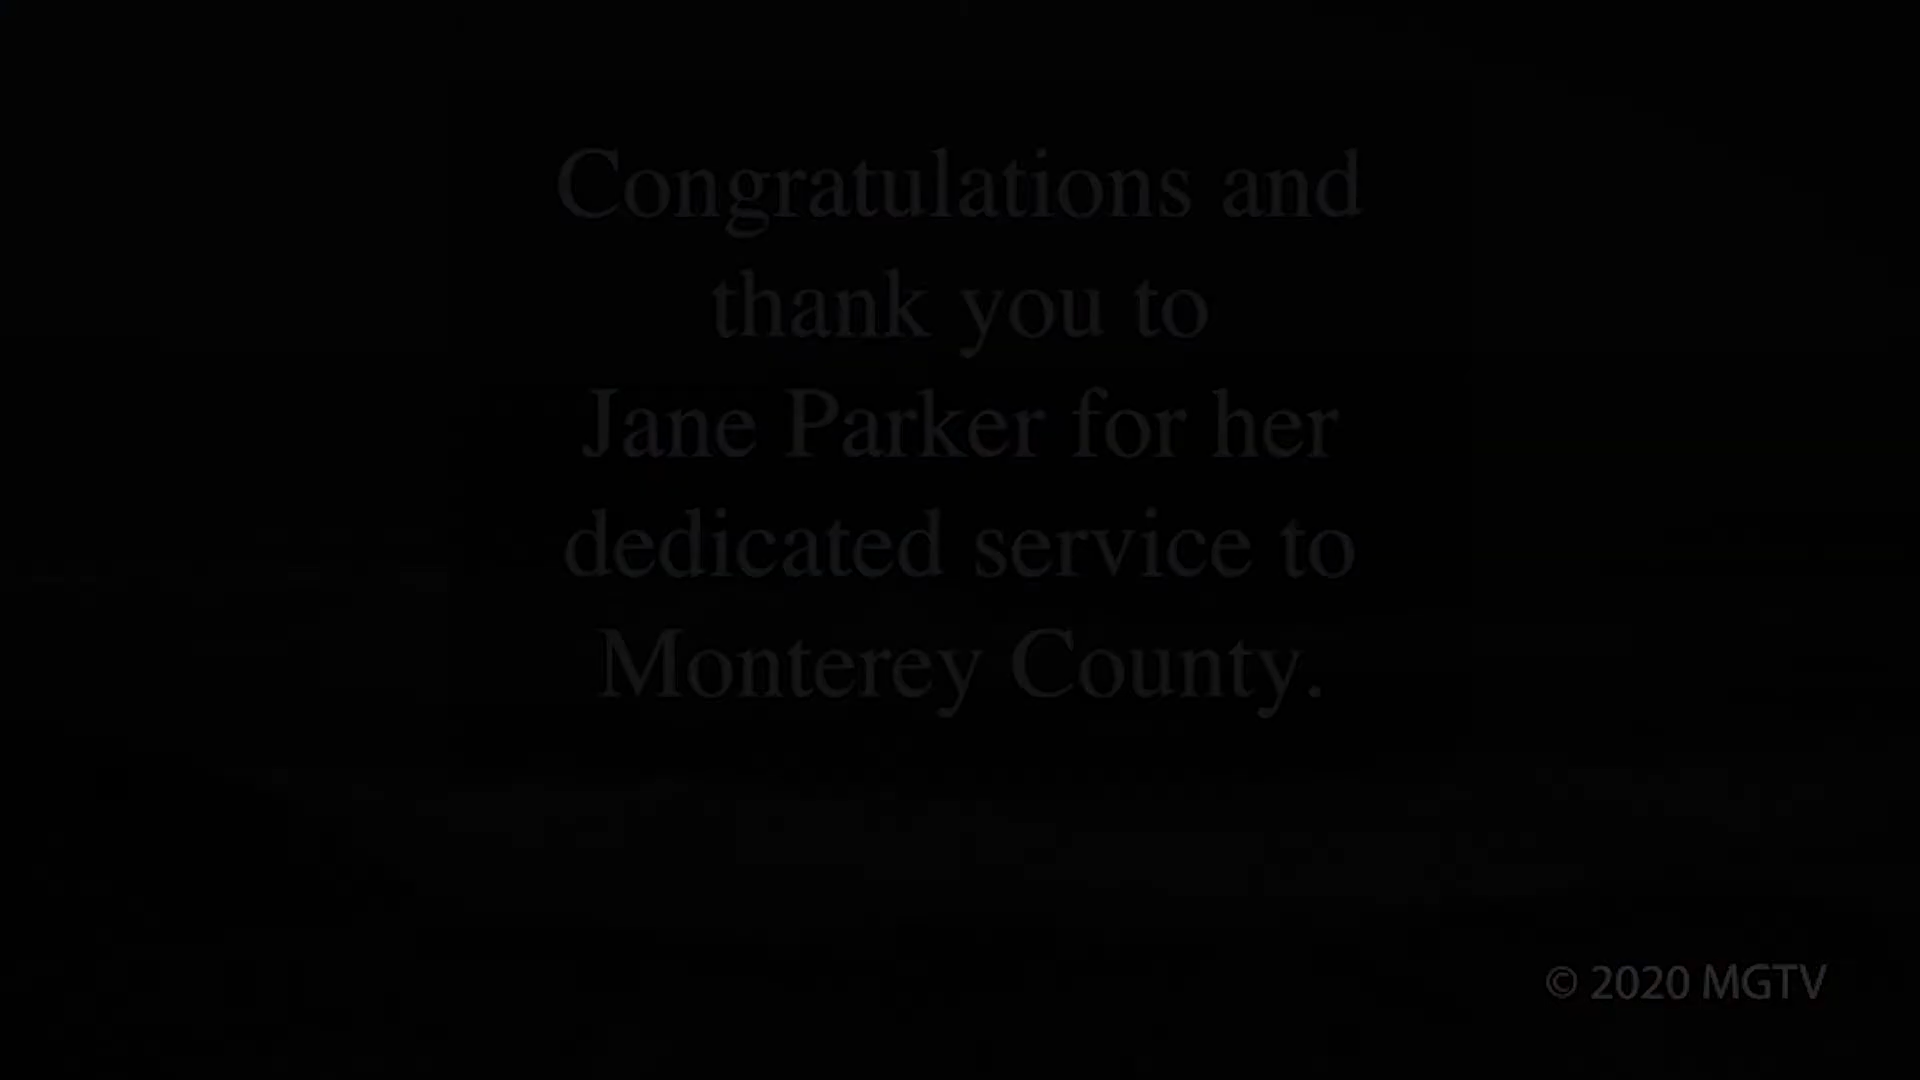 Congratulations and
thank you to
Jane Parker for her
dedicated service to
Monterey County.
© 2020 MGTV